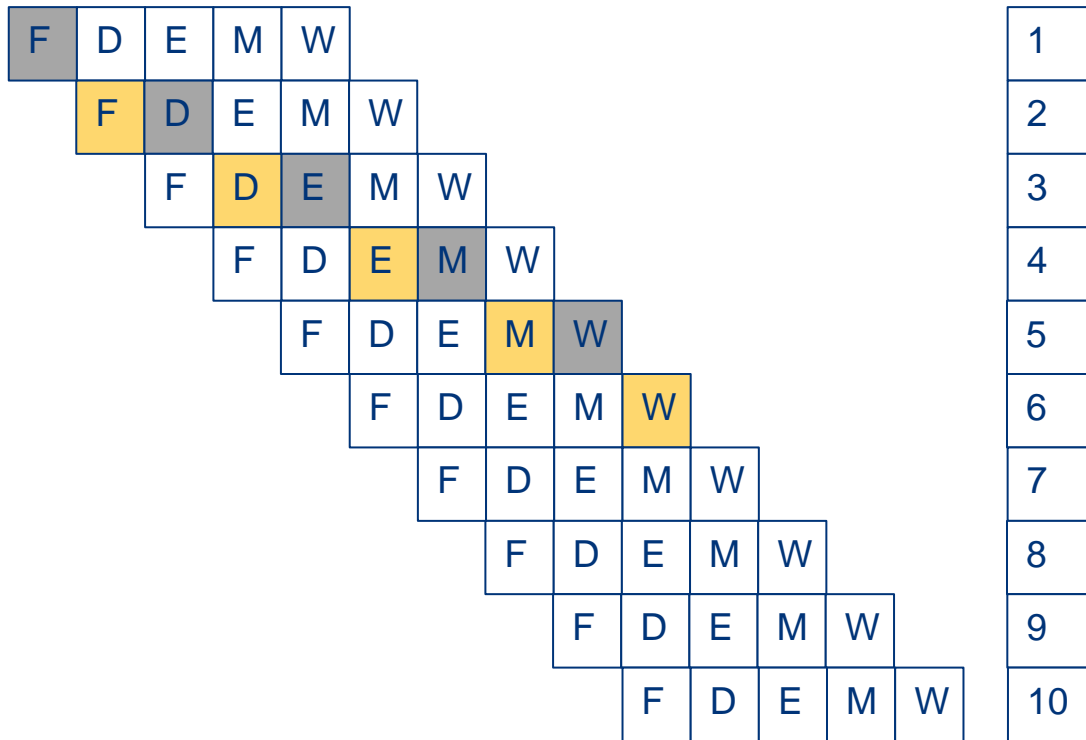 F D E M W 1
F D E M W 2
F D E M W 3
F D E M W 4
F D E M W 5
F D E M W 6
F D E M W 7
F D E M W 8
F D E M W 9
F D E M W 10